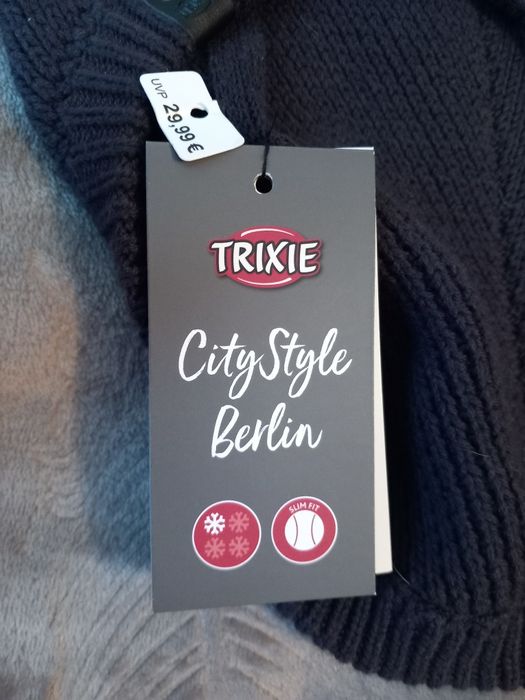 UVP 29,99 €
TRIXIE
CityStyle
Berlin
SLIM FIT